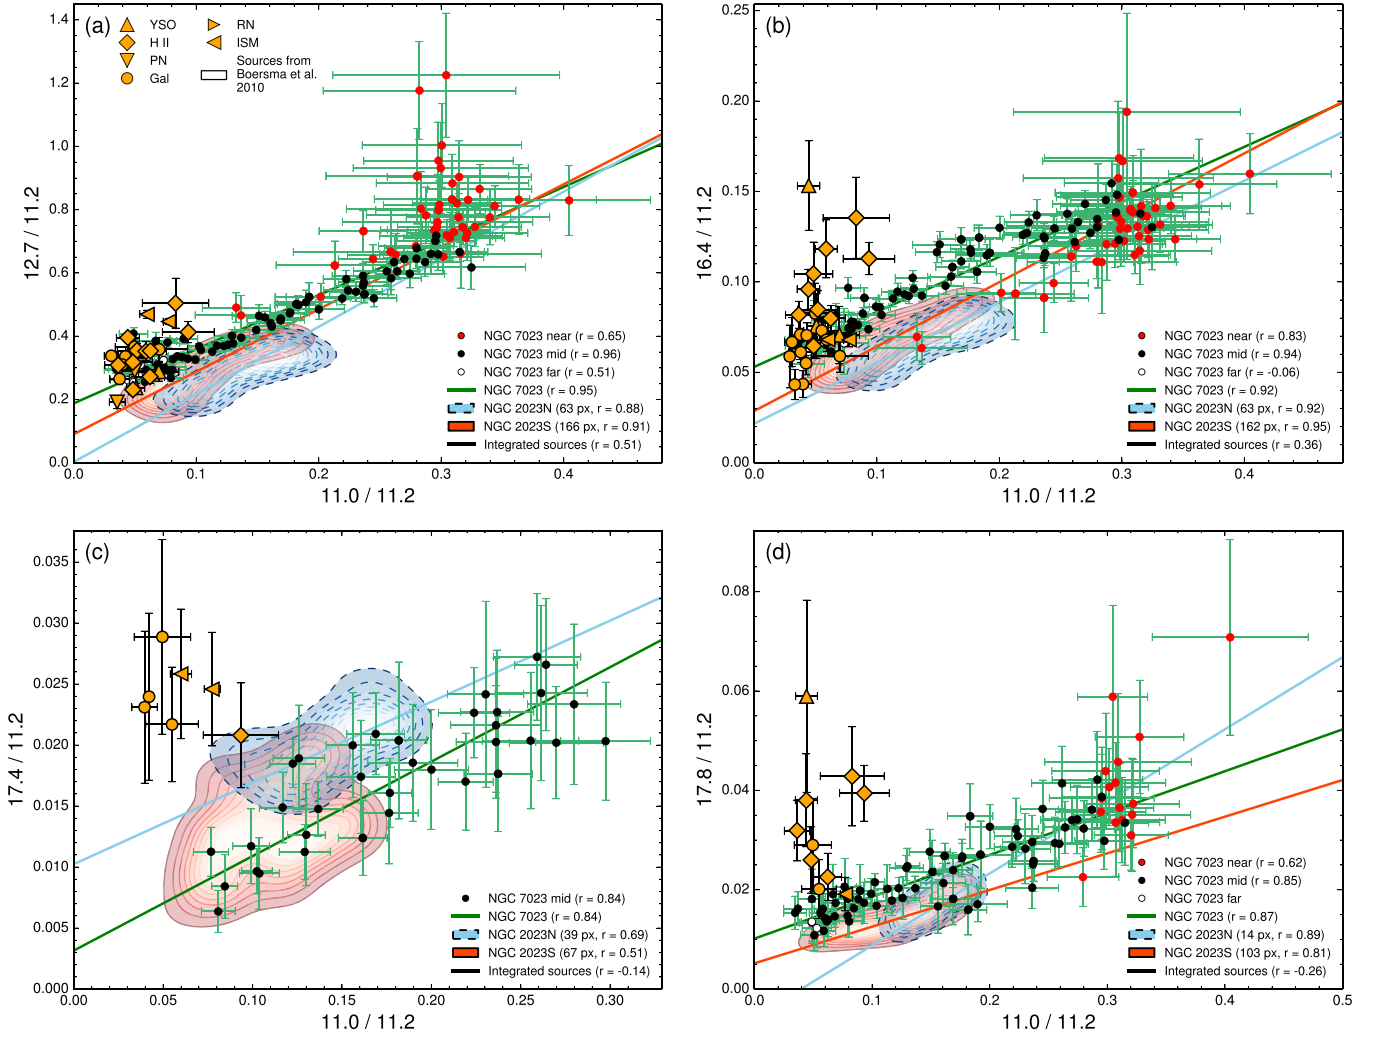 (a)
YSO
H II
PN
Gal
RN
ISM
Sources from
Boersma et al.
2010
1.4
1.2
1.0
0.8
0.6
0.4
0.2
0.0
12.7 / 11.2
NGC 7023 near (r = 0.65)
NGC 7023 mid (r = 0.96)
NGC 7023 far (r = 0.51)
NGC 7023 (r = 0.95)
NGC 2023N (63 px, r = 0.88)
NGC 2023S (166 px, r = 0.91)
Integrated sources (r = 0.51)
0.0 0.1 0.2 0.3 0.4
11.0 / 11.2
(b)
0.25
0.20
0.15
0.10
0.05
0.00
16.4 / 11.2
NGC 7023 near (r = 0.83)
NGC 7023 mid (r = 0.94)
NGC 7023 far (r = -0.06)
NGC 7023 (r = 0.92)
NGC 2023N (63 px, r = 0.92)
NGC 2023S (162 px, r = 0.95)
Integrated sources (r = 0.36)
0.0 0.1 0.2 0.3 0.4
11.0 / 11.2
(c)
0.035
0.030
0.025
0.020
0.015
0.010
0.005
0.000
17.4 / 11.2
NGC 7023 mid (r = 0.84)
NGC 7023 (r = 0.84)
NGC 2023N (39 px, r = 0.69)
NGC 2023S (67 px, r = 0.51)
Integrated sources (r = -0.14)
0.00 0.05 0.10 0.15 0.20 0.25 0.30
11.0 / 11.2
(d)
0.08
0.06
0.04
0.02
0.00
17.8 / 11.2
NGC 7023 near (r = 0.62)
NGC 7023 mid (r = 0.85)
NGC 7023 far
NGC 7023 (r = 0.87)
NGC 2023N (14 px, r = 0.89)
NGC 2023S (103 px, r = 0.81)
Integrated sources (r = -0.26)
0.0 0.1 0.2 0.3 0.4 0.5
11.0 / 11.2